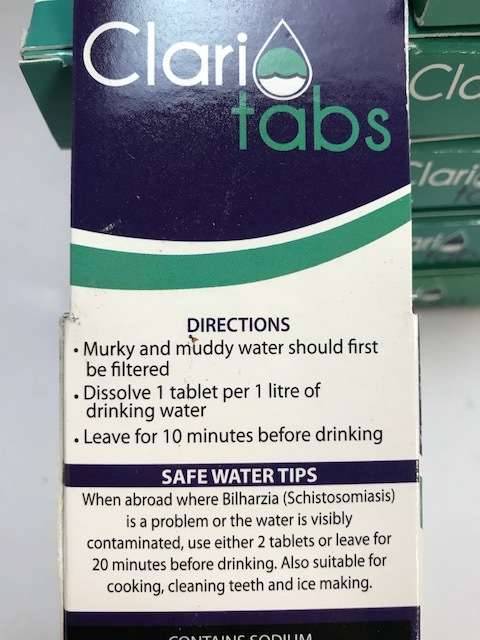 Clari
tabs
DIRECTIONS
• Murky and muddy water should first
be filtered
• Dissolve 1 tablet per 1 litre of
drinking water
• Leave for 10 minutes before drinking
SAFE WATER TIPS
When abroad where Bilharzia (Schistosomiasis)
is a problem or the water is visibly
contaminated, use either 2 tablets or leave for
20 minutes before drinking. Also suitable for
cooking, cleaning teeth and ice making.
CONTAINS SODIUM